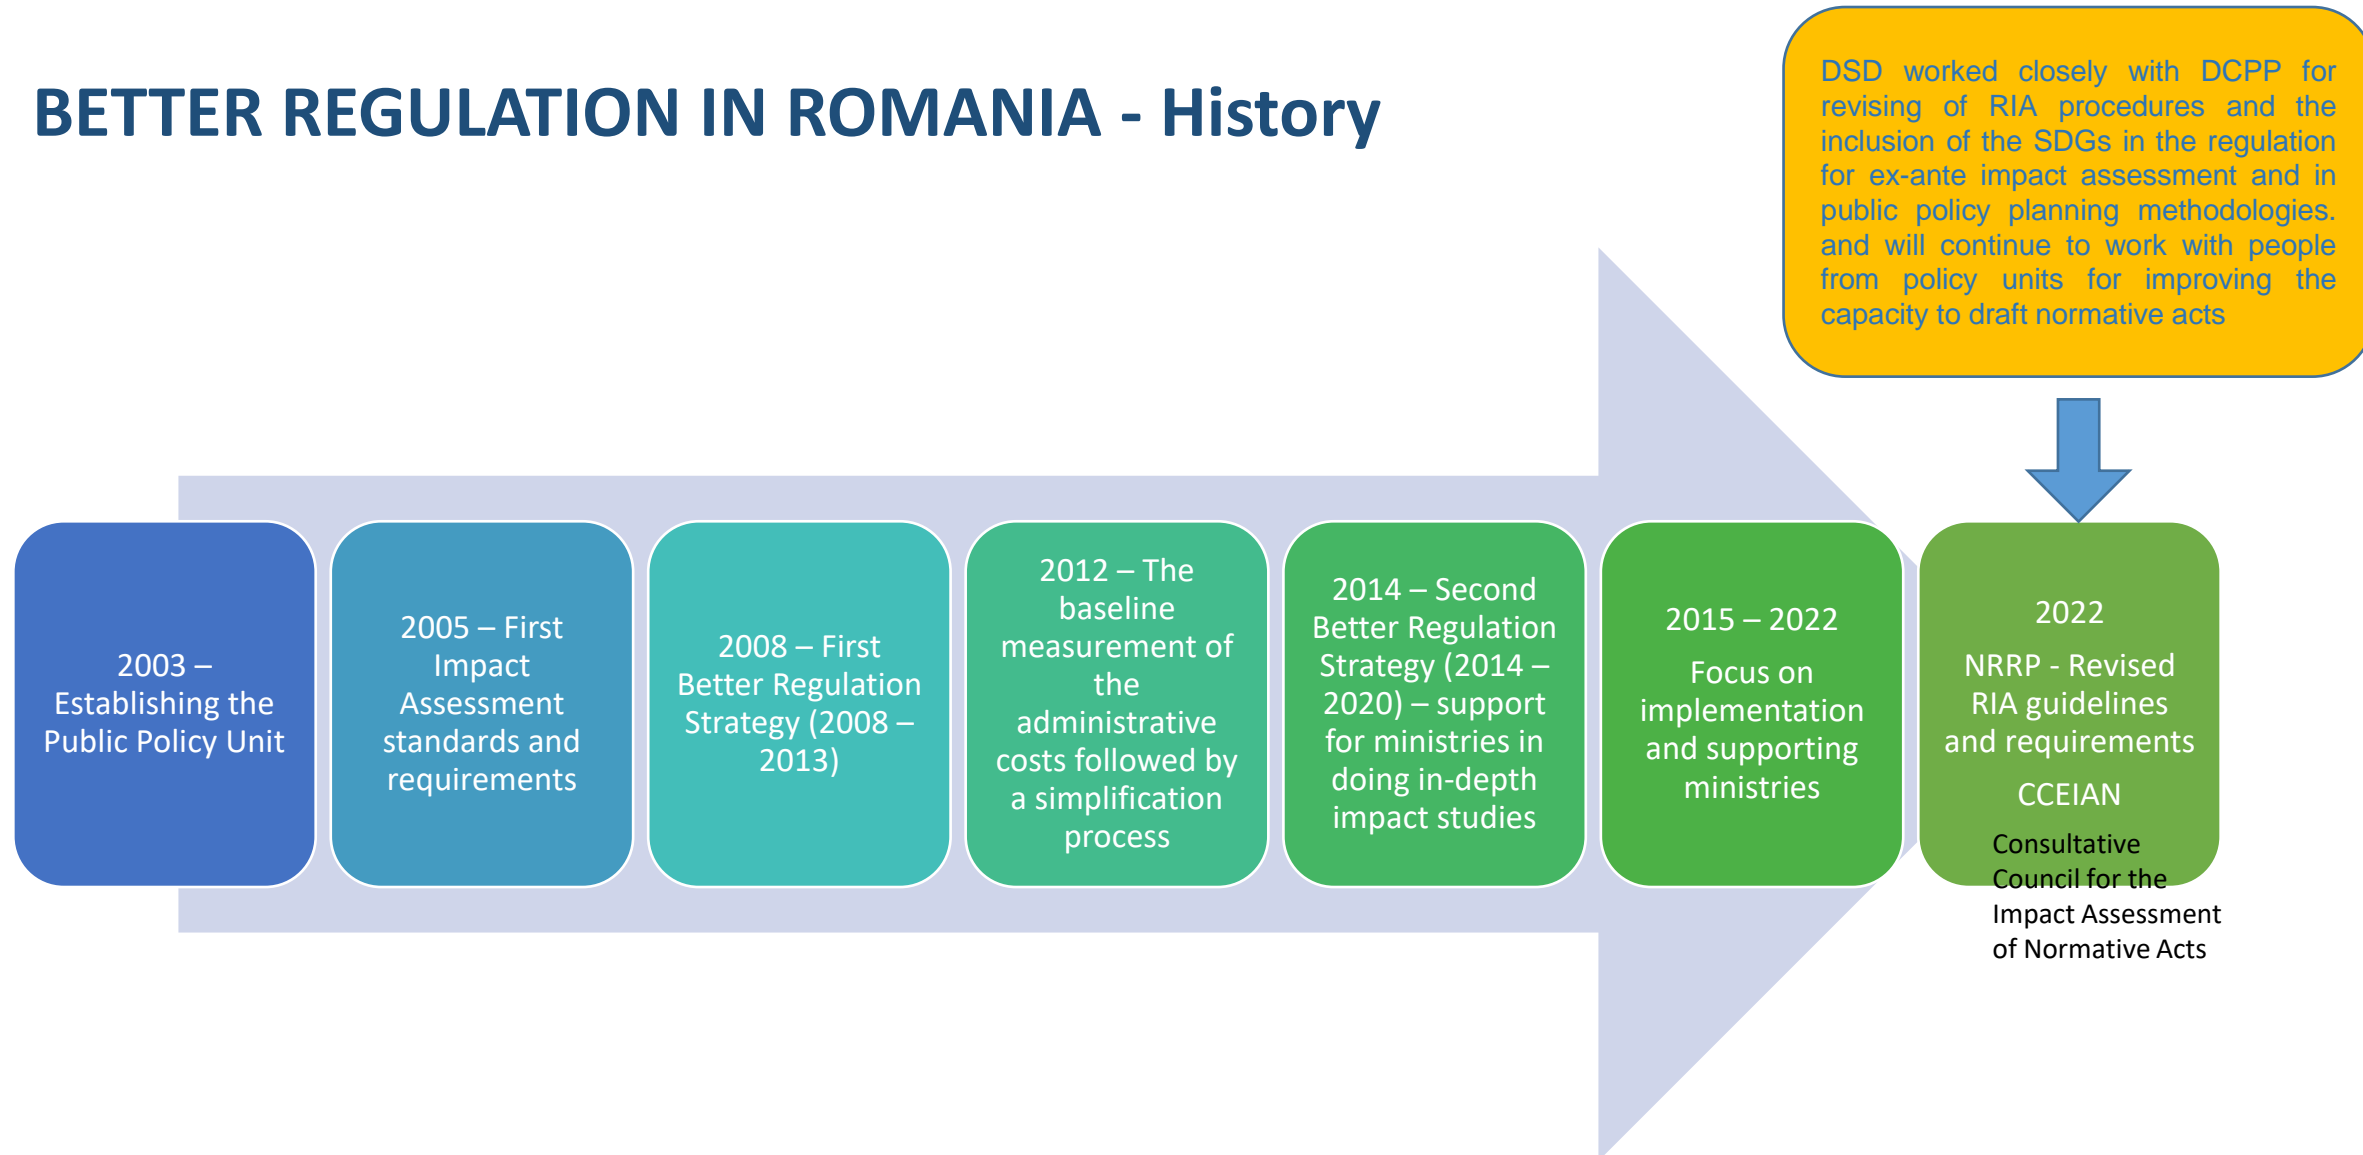 BETTER REGULATION IN ROMANIA - History
DSD worked closely with DCPP for
revising of RIA procedures and the
inclusion of the SDGs in the regulation
for ex-ante impact assessment and in
public policy planning methodologies.
and will continue to work with people
from policy units for improving the
capacity to draft normative acts
2003 –
Establishing the
Public Policy Unit
2005 – First
Impact
Assessment
standards and
requirements
2008 – First
Better Regulation
Strategy (2008 –
2013)
2012 – The
baseline
measurement of
the
administrative
costs followed by
a simplification
process
2014 – Second
Better Regulation
Strategy (2014 –
2020) – support
for ministries in
doing in-depth
impact studies
2015 – 2022
Focus on
implementation
and supporting
ministries
2022
NRRP - Revised
RIA guidelines
and requirements
CCEIAN
Consultative
Council for the
Impact Assessment
of Normative Acts